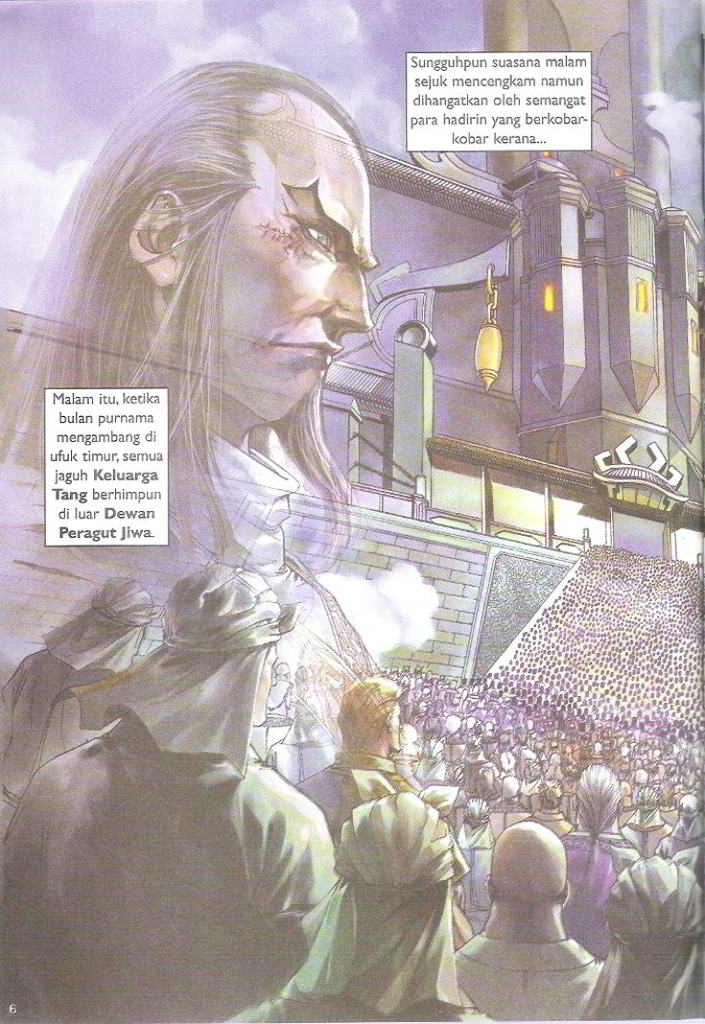 Sungguhpun suasana malam
sejuk mencengkam namun
dihangatkan oleh semangat
para hadirin yang berkobar-
kobar kerana...
Malam itu, ketika
bulan purnama
mengambang di
ufuk timur, semua
jaguh Keluarga
Tang berhimpun
di luar Dewan
Peragut Jiwa.
6